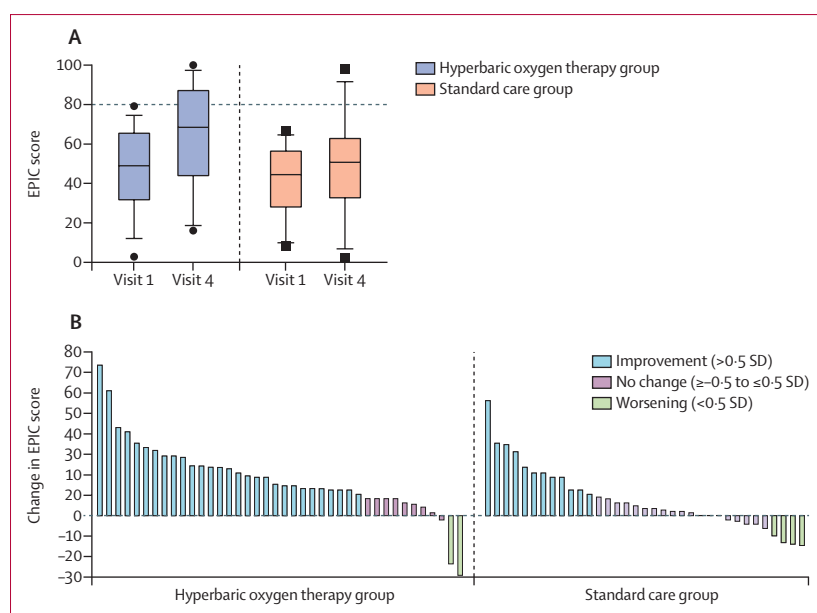 A
100
80
60
40
20
0
EPIC score
Visit 1 Visit 4 Visit 1 Visit 4
Hyperbaric oxygen therapy group
Standard care group
B
80
70
60
50
40
30
10
20
0
–10
–20
–30
Change in EPIC score
Improvement (>0·5 SD)
No change (≥–0·5 to ≤0·5 SD)
Worsening (<0·5 SD)
Hyperbaric oxygen therapy group Standard care group